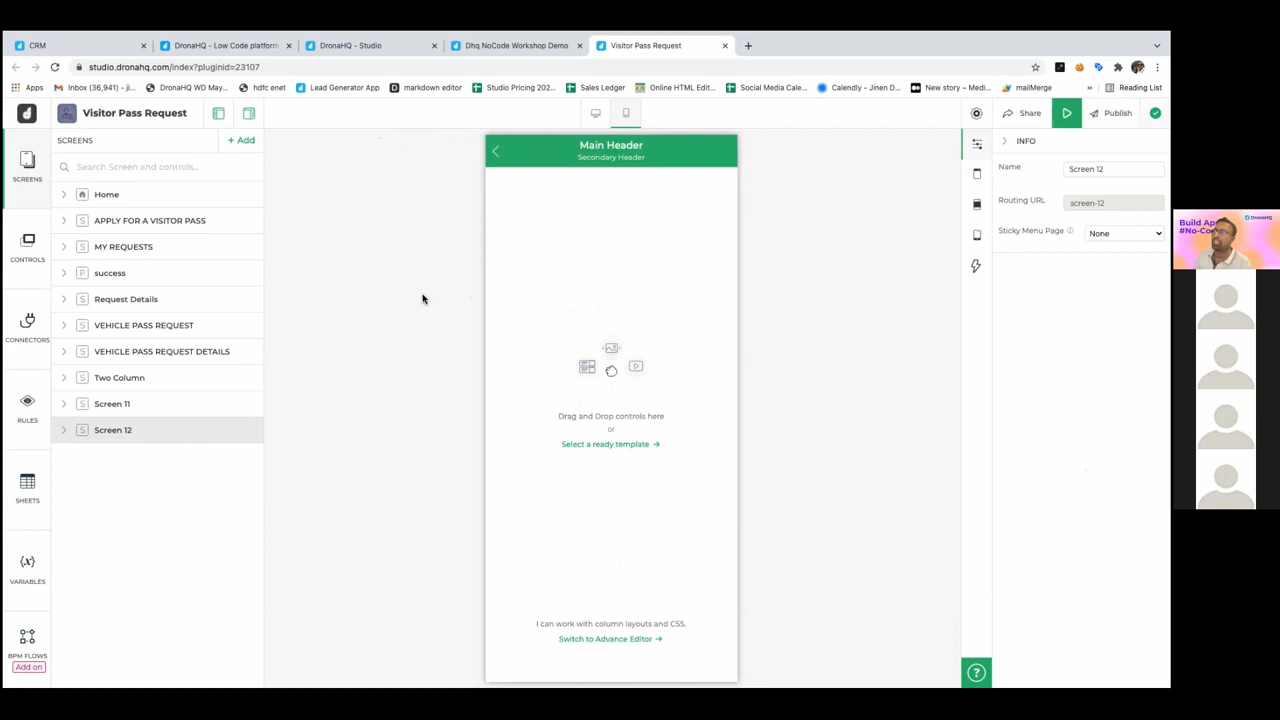 CRM
DronaHQ - Low Code platform
DronaHQ - Studio
Dhq NoCode Workshop Demo
Visitor Pass Request
studio.dronahq.com/index?pluginid=23107
Apps
Inbox (36,941) - ji...
DronaHQ WD May...
hdfc enet
Lead Generator App
markdown editor
Studio Pricing 202...
Sales Ledger
Online HTML Edit...
Social Media Cale...
Calendly - Jinen D...
New story – Medi...
mailMerge
»
Reading List
Visitor Pass Request
Share
Publish
SCREENS
+ Add
Search Screen and controls...
Home
S APPLY FOR A VISITOR PASS
S MY REQUESTS
P success
S Request Details
S VEHICLE PASS REQUEST
S VEHICLE PASS REQUEST DETAILS
S Two Column
S Screen 11
S Screen 12
SCREENS
CONTROLS
CONNECTORS
RULES
SHEETS
VARIABLES
BPM FLOWS
Add on
Main Header
Secondary Header
Drag and Drop controls here
or
Select a ready template →
I can work with column layouts and CSS.
Switch to Advance Editor →
INFO
Name
Screen 12
Routing URL
screen-12
Sticky Menu Page
None
?
DronaHQ
Build Ap
#No-Co